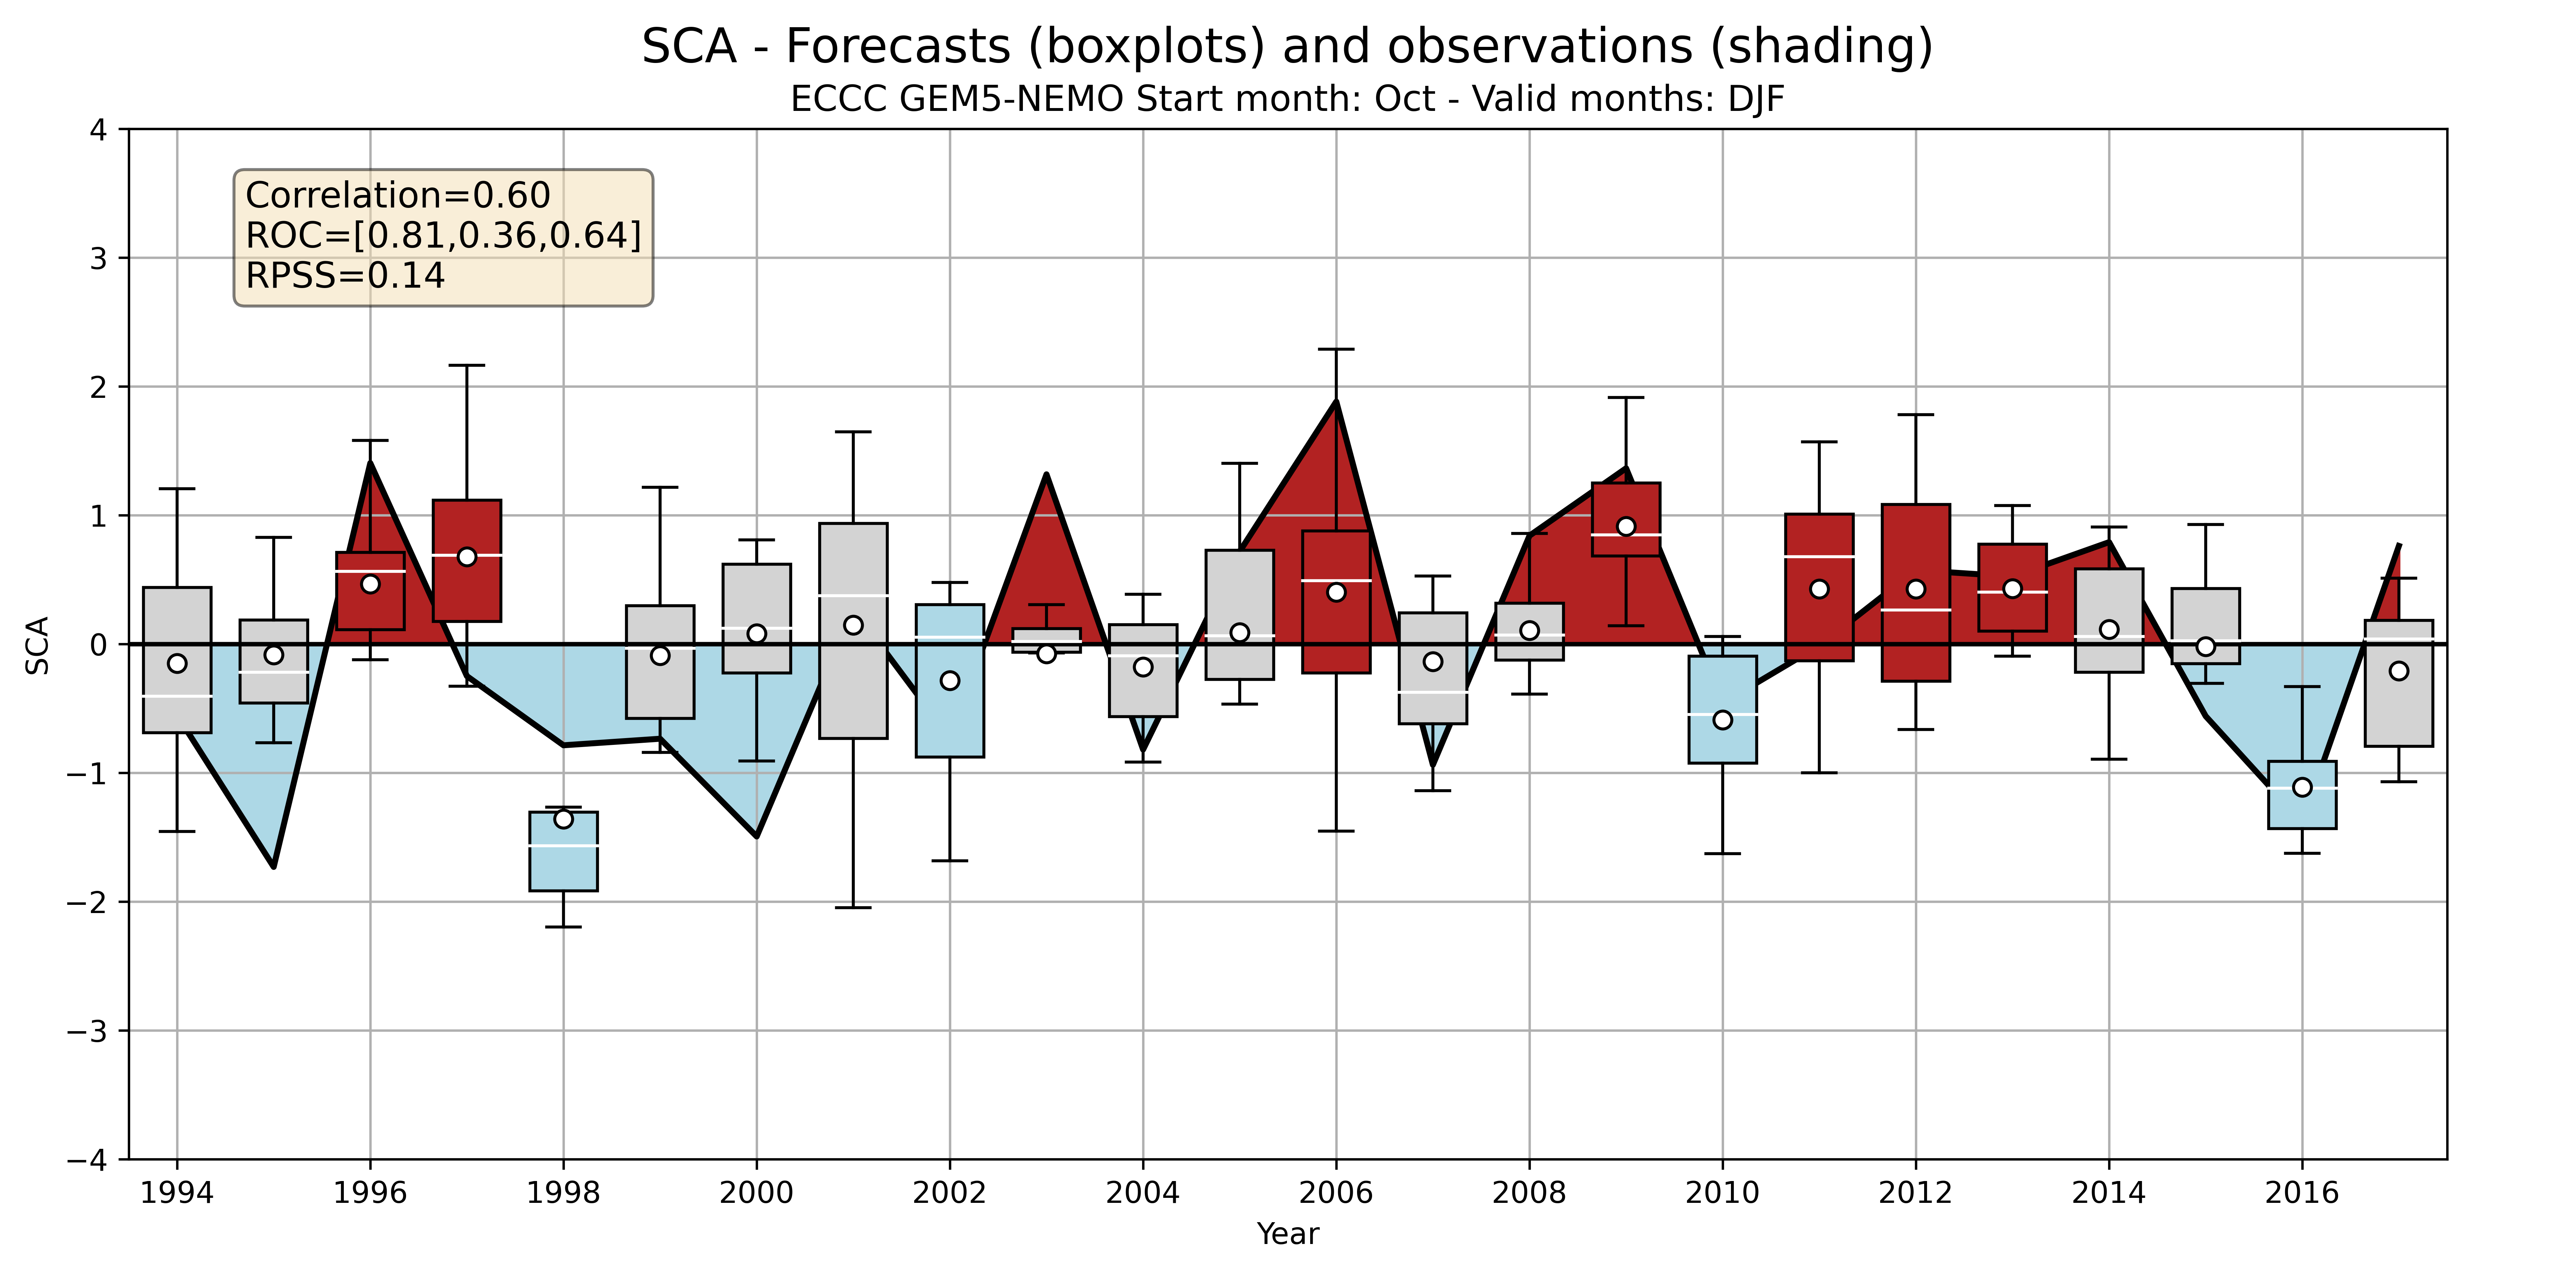 SCA - Forecasts (boxplots) and observations (shading)
ECCC GEM5-NEMO Start month: Oct - Valid months: DJF
Correlation=0.60
ROC=[0.81,0.36,0.64]
RPSS=0.14
4
3
2
1
0
−1
−2
−3
−4
SCA
1994 1996 1998 2000 2002 2004 2006 2008 2010 2012 2014 2016
Year